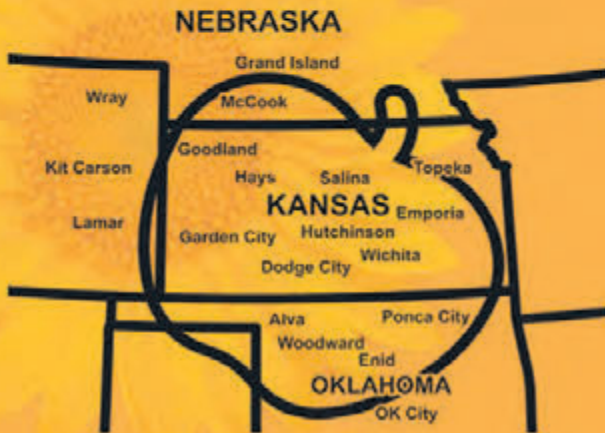 NEBRASKA
Grand Island
Wray
McCook
Goodland
Kit Carson
Hays
Salina
Topeka
KANSAS
Emporia
Lamar
Garden City
Hutchinson
Wichita
Dodge City
Alva
Ponca City
Woodward
Enid
OKLAHOMA
OK City